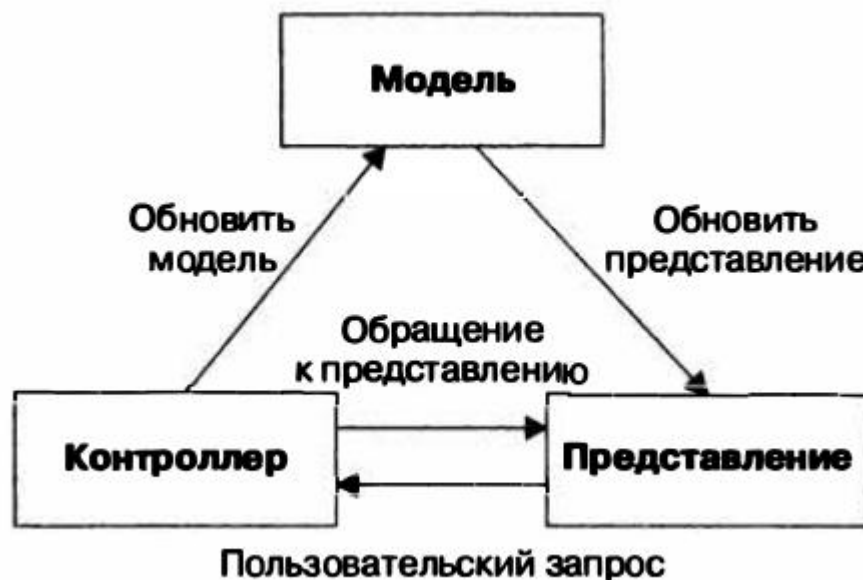 Модель
Обновить
модель
Обновить
представление
Обращение
к представлению
Контроллер
Представление
Пользовательский запрос